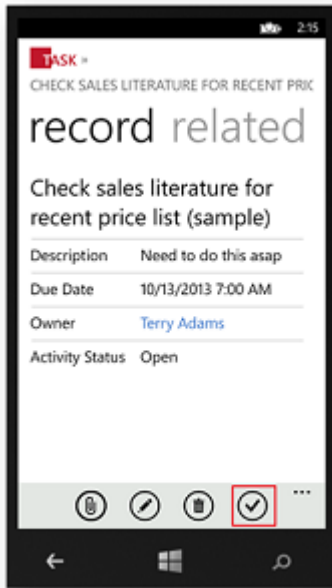 2:15
TASK
CHECK SALES LITERATURE FOR RECENT PRIC
record related
Check sales literature for
recent price list (sample)
Description Need to do this asap
Due Date 10/13/2013 7:00 AM
Owner Terry Adams
Activity Status Open
...